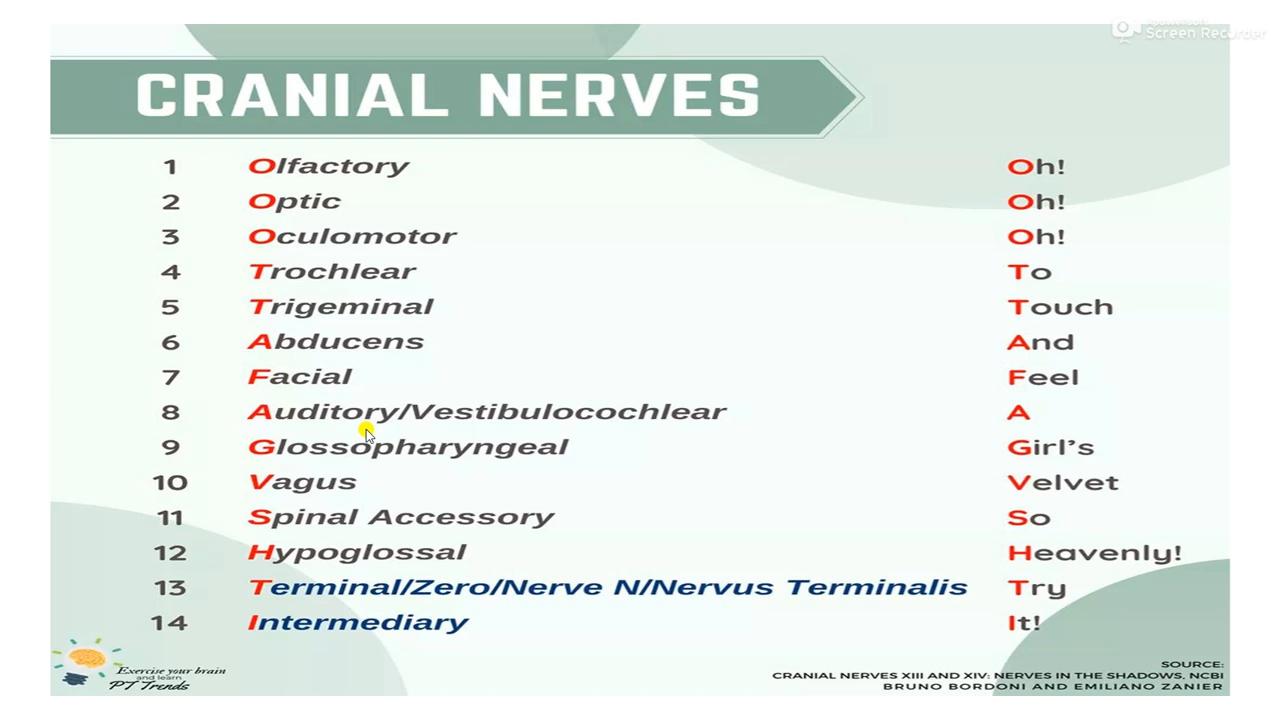 Apowersoft
Screen Recorder
CRANIAL NERVES
1 Olfactory Oh!
2 Optic Oh!
3 Oculomotor Oh!
4 Trochlear To
5 Trigeminal Touch
6 Abducens And
7 Facial Feel
8 Auditory/Vestibulocochlear A
9 Glossopharyngeal Girl's
10 Vagus Velvet
11 Spinal Accessory So
12 Hypoglossal Heavenly!
13 Terminal/Zero/Nerve N/Nervus Terminalis Try
14 Intermediary It!
Exercise your brain
and learn
PT Trends
SOURCE:
CRANIAL NERVES XIII AND XIV: NERVES IN THE SHADOWS, NCBI
BRUNO BORDONI AND EMILIANO ZANIER